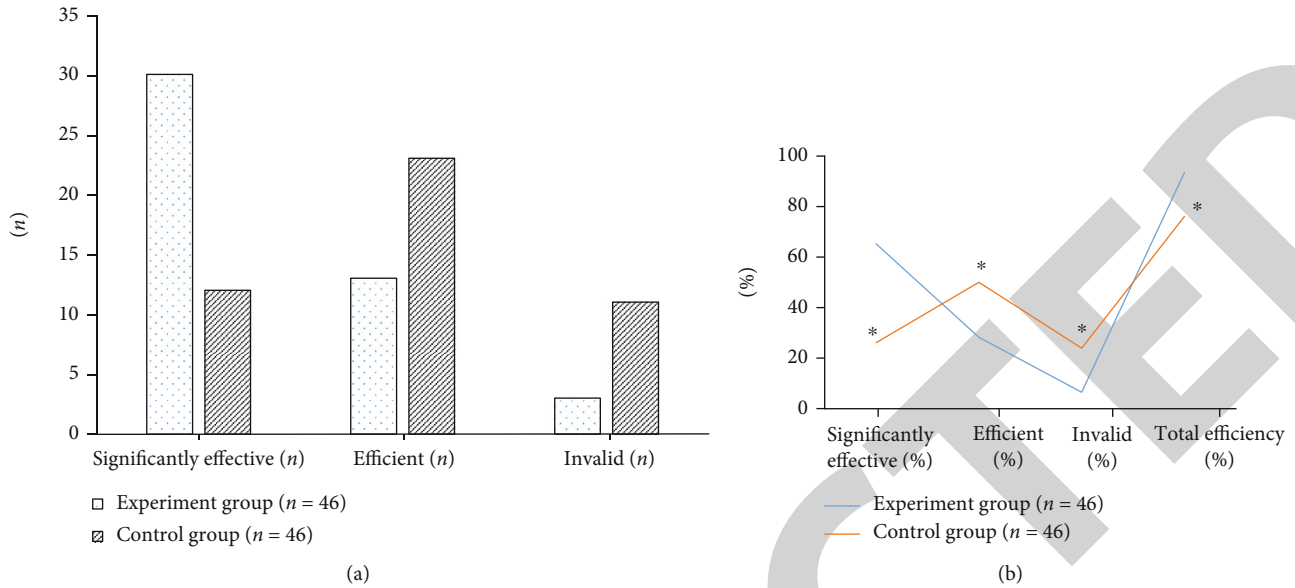 35
30
25
20
15
10
5
0
(n)
Significantly effective (n)
Efficient (n)
Invalid (n)
Experiment group (n = 46)
Control group (n = 46)
(a)
100
80
60
40
20
0
(%)
*
*
*
*
Significantly
effective (%)
Efficient
(%)
Invalid
(%)
Total efficiency
(%)
Experiment group (n = 46)
Control group (n = 46)
(b)
CTED